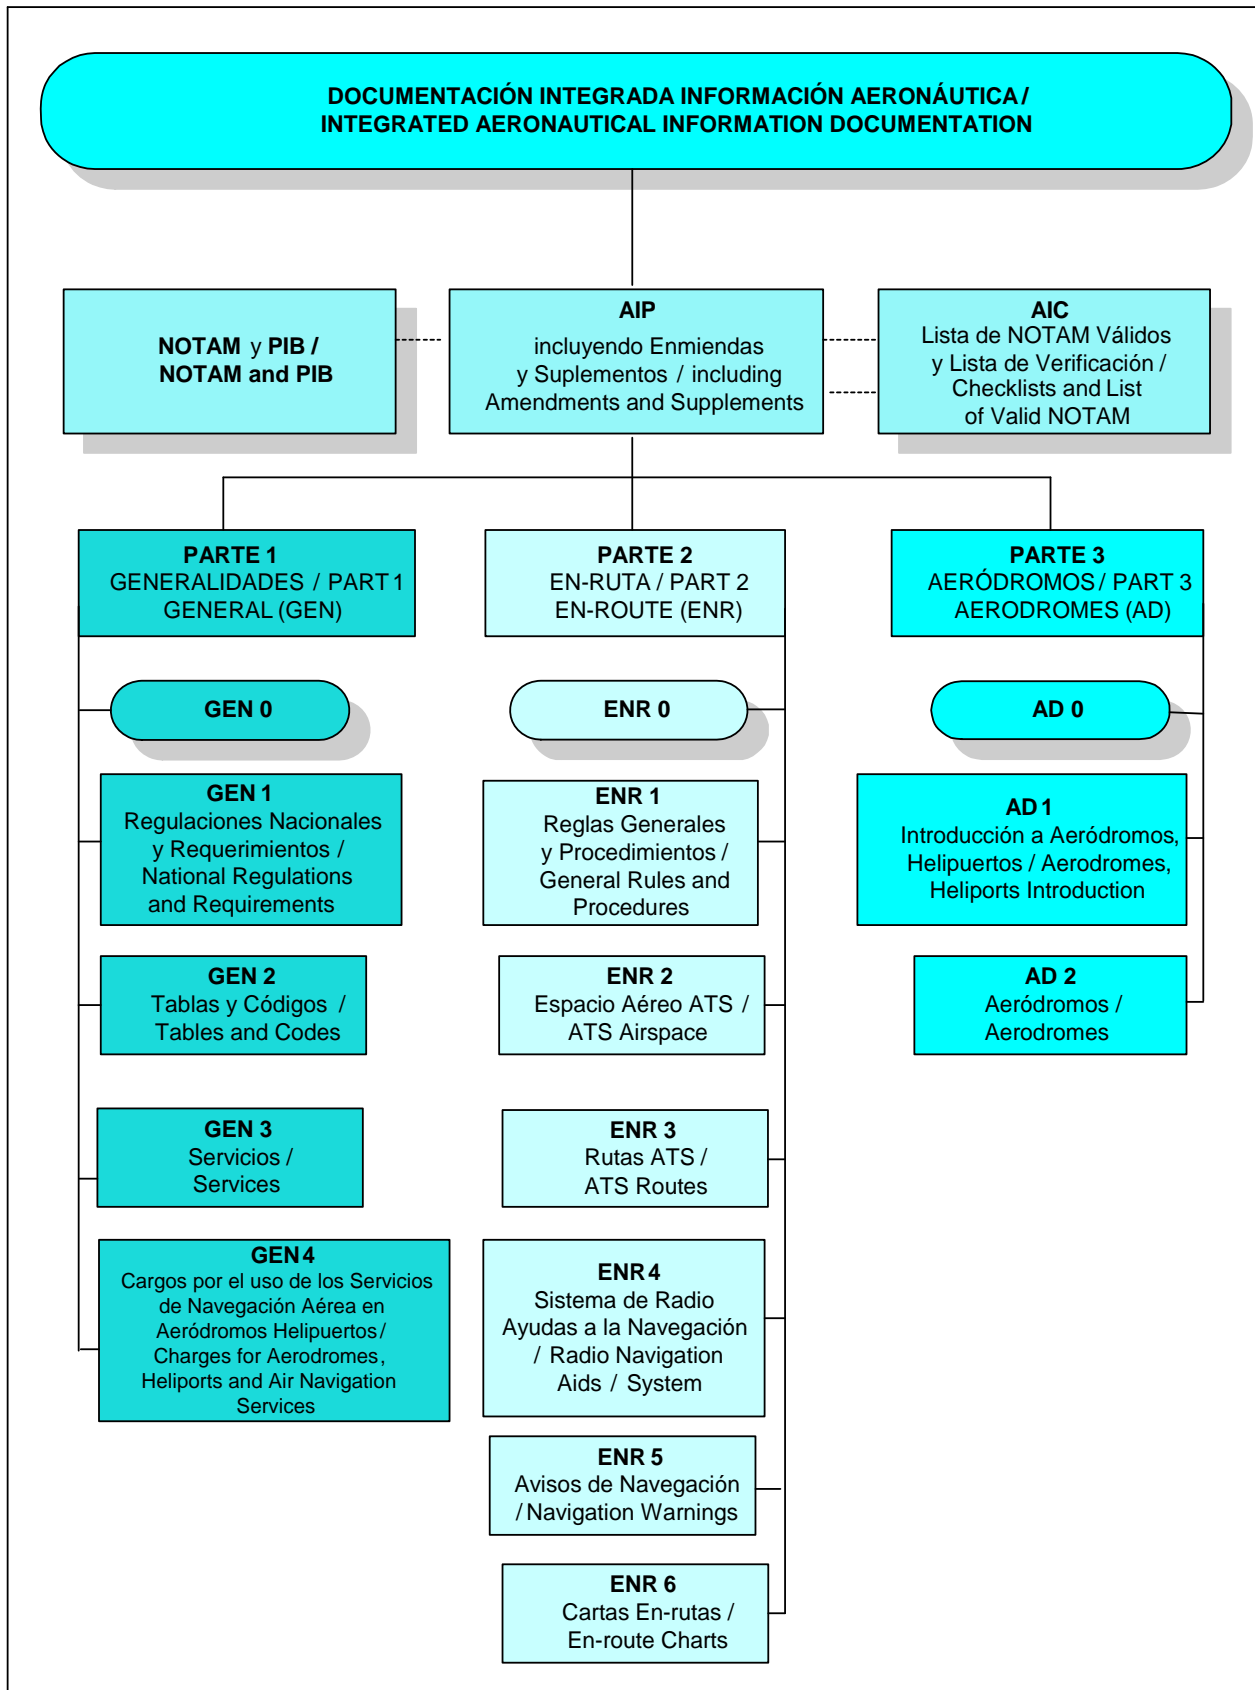 DOCUMENTACIÓN INTEGRADA INFORMACIÓN AERONÁUTICA /
INTEGRATED AERONAUTICAL INFORMATION DOCUMENTATION
NOTAM y PIB /
NOTAM and PIB
AIP
incluyendo Enmiendas
y Suplementos / including
Amendments and Supplements
AIC
Lista de NOTAM Válidos
y Lista de Verificación /
Checklists and List
of Valid NOTAM
PARTE 1
GENERALIDADES / PART 1
GENERAL (GEN)
PARTE 2
EN-RUTA / PART 2
EN-ROUTE (ENR)
PARTE 3
AERÓDROMOS / PART 3
AERODROMES (AD)
GEN 0
ENR 0
AD 0
GEN 1
Regulaciones Nacionales
y Requerimientos /
National Regulations
and Requirements
ENR 1
Reglas Generales
y Procedimientos /
General Rules and
Procedures
AD 1
Introducción a Aeródromos,
Helipuertos / Aerodromes,
Heliports Introduction
GEN 2
Tablas y Códigos /
Tables and Codes
ENR 2
Espacio Aéreo ATS /
ATS Airspace
AD 2
Aeródromos /
Aerodromes
GEN 3
Servicios /
Services
ENR 3
Rutas ATS /
ATS Routes
GEN 4
Cargos por el uso de los Servicios
de Navegación Aérea en
Aeródromos Helipuertos /
Charges for Aerodromes,
Heliports and Air Navigation
Services
ENR 4
Sistema de Radio
Ayudas a la Navegación
/ Radio Navigation
Aids / System
ENR 5
Avisos de Navegación
/ Navigation Warnings
ENR 6
Cartas En-rutas /
En-route Charts